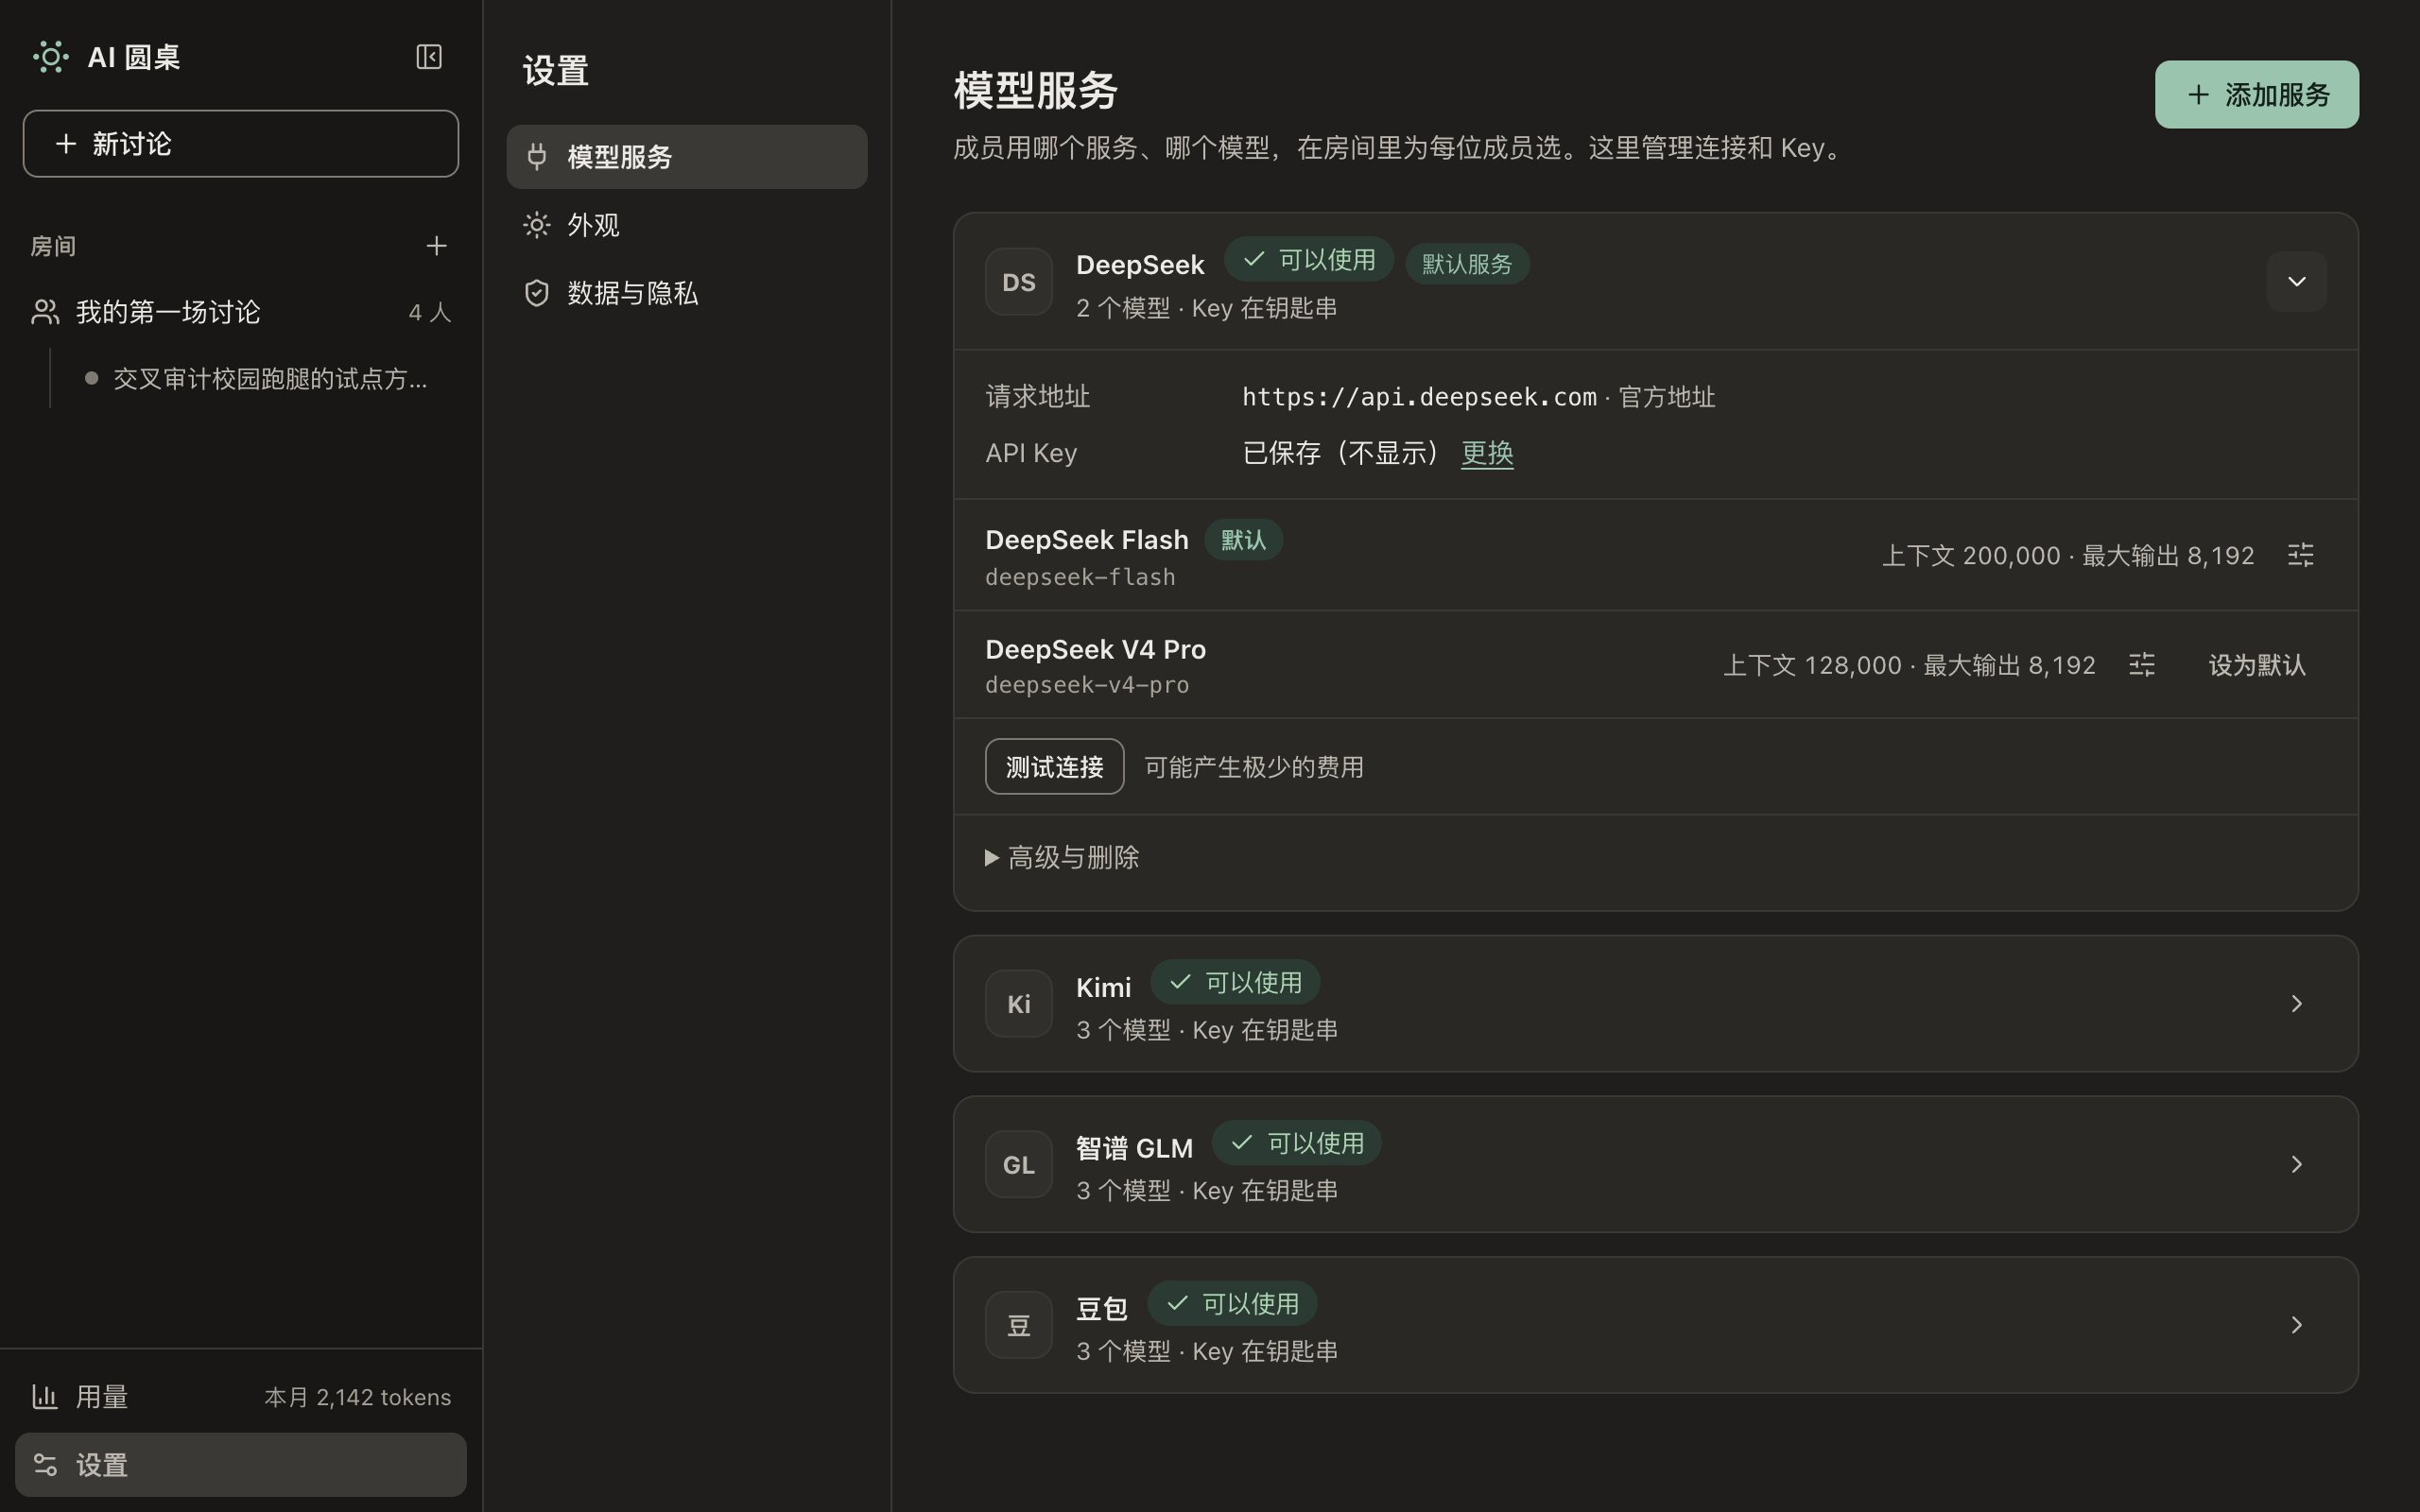 AI 圆桌
新讨论
房间
我的第一场讨论 4 人
交叉审计校园跑腿的试点方...
用量 本月 2,142 tokens
设置
设置
模型服务
外观
数据与隐私
模型服务
添加服务
成员用哪个服务、哪个模型，在房间里为每位成员选。这里管理连接和 Key。
DS
DeepSeek 可以使用 默认服务
2 个模型 · Key 在钥匙串
请求地址 https://api.deepseek.com · 官方地址
API Key 已保存（不显示） 更换
DeepSeek Flash 默认
deepseek-flash
上下文 200,000 · 最大输出 8,192
DeepSeek V4 Pro
deepseek-v4-pro
上下文 128,000 · 最大输出 8,192 设为默认
测试连接 可能产生极少的费用
高级与删除
Ki
Kimi 可以使用
3 个模型 · Key 在钥匙串
GL
智谱 GLM 可以使用
3 个模型 · Key 在钥匙串
豆
豆包 可以使用
3 个模型 · Key 在钥匙串